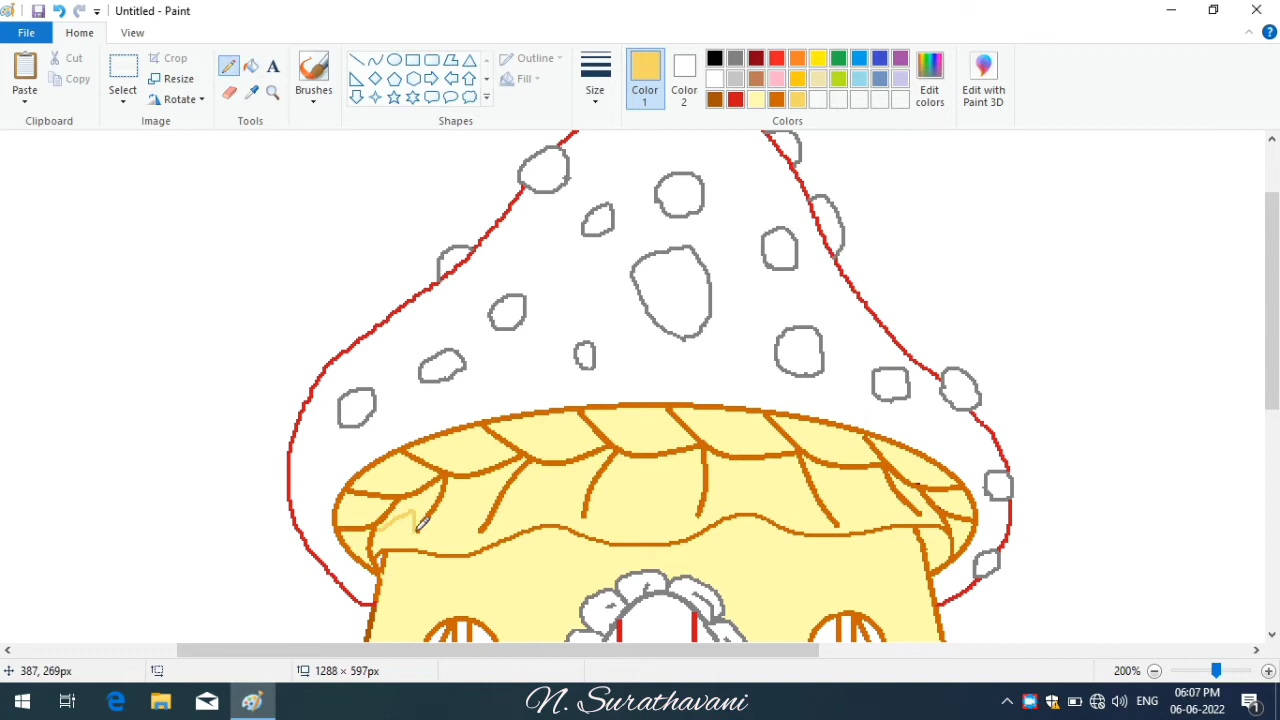 Untitled - Paint
File Home View
Paste
Cut
Copy
Clipboard
Select
Crop
Resize
Rotate
Image
A
Tools
Brushes
Shapes
Outline
Fill
Size
Color 1
Color 2
Edit colors
Colors
Edit with Paint 3D
387, 269px
1288 × 597px
200%
N. Surathavani
ENG
06:07 PM
06-06-2022
1